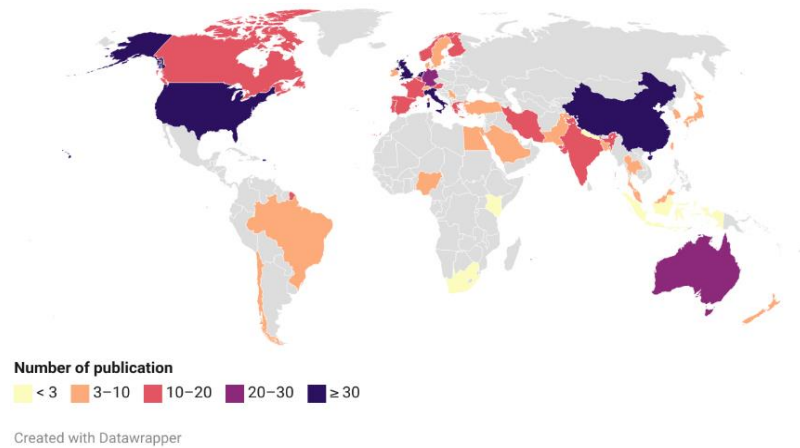 Number of publication
< 3 3–10 10–20 20–30 ≥ 30
Created with Datawrapper